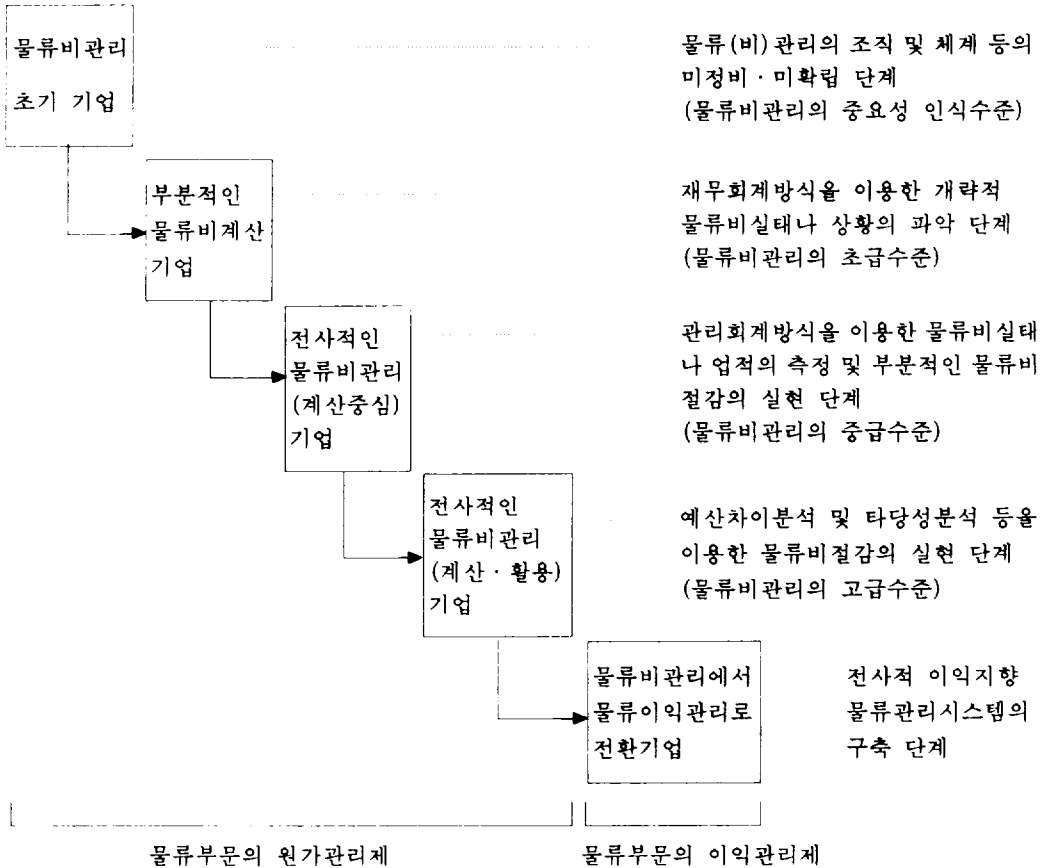 물류비관리
초기 기업
물류(비)관리의 조직 및 체계 등의
미정비·미확립 단계
(물류비관리의 중요성 인식수준)
부분적인
물류비계산
기업
재무회계방식을 이용한 개략적
물류비실태나 상황의 파악 단계
(물류비관리의 초급수준)
전사적인
물류비관리
(계산중심)
기업
관리회계방식을 이용한 물류비실태
나 업적의 측정 및 부분적인 물류비
절감의 실현 단계
(물류비관리의 중급수준)
전사적인
물류비관리
(계산·활용)
기업
예산차이분석 및 타당성분석 등을
이용한 물류비절감의 실현 단계
(물류비관리의 고급수준)
물류비관리에서
물류이익관리로
전환기업
전사적 이익지향
물류관리시스템의
구축 단계
물류부문의 원가관리제
물류부문의 이익관리제